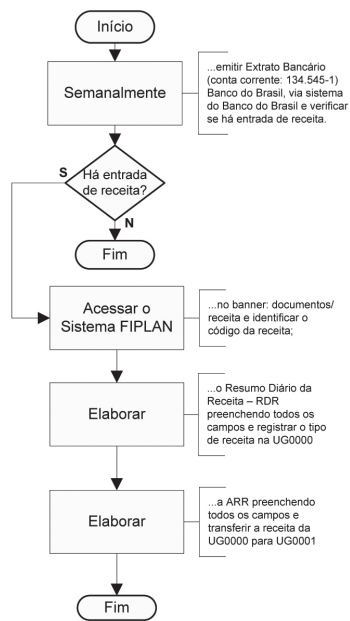 Início
Semanalmente
...emitir Extrato Bancário
(conta corrente: 134.545-1)
Banco do Brasil, via sistema
do Banco do Brasil e verificar
se há entrada de receita.
S
Há entrada
de receita?
N
Fim
Acessar o
Sistema FIPLAN
...no banner: documentos/
receita e identificar o
código da receita;
Elaborar
...o Resumo Diário da
Receita – RDR
preenchendo todos os
campos e registrar o tipo
de receita na UG0000
Elaborar
...a ARR preenchendo
todos os campos e
transferir a receita da
UG0000 para UG0001
Fim